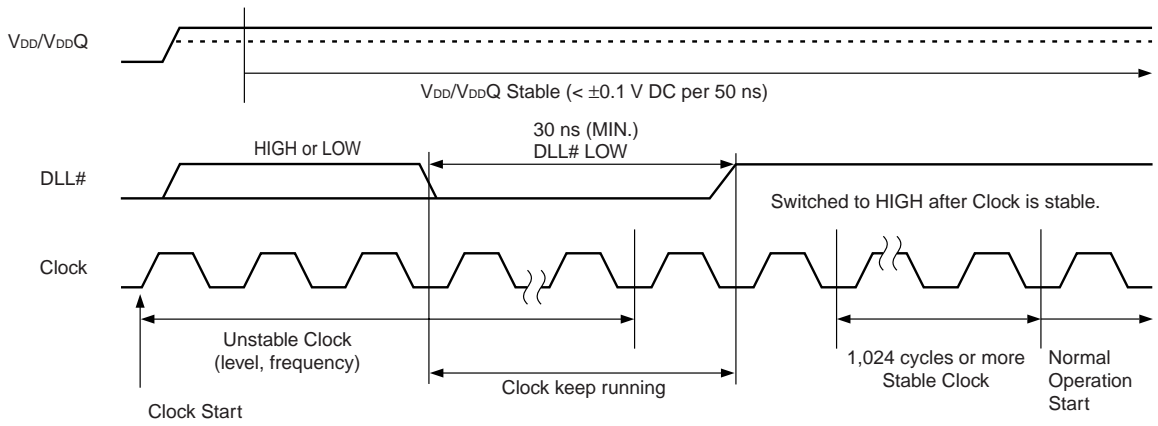 VDD/VDDQ
VDD/VDDQ Stable (< ±0.1 V DC per 50 ns)
30 ns (MIN.)
DLL# LOW
HIGH or LOW
DLL#
Switched to HIGH after Clock is stable.
Clock
Unstable Clock
(level, frequency)
Clock keep running
1,024 cycles or more
Stable Clock
Normal
Operation
Start
Clock Start